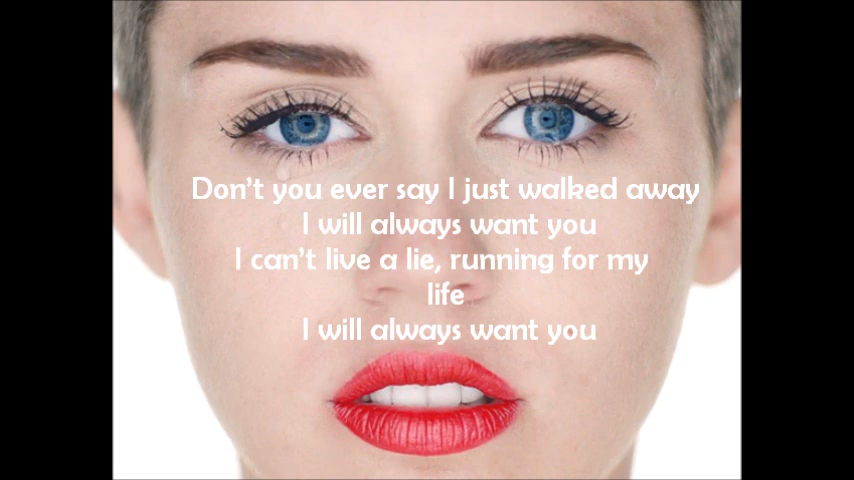 Don't you ever say I just walked away
I will always want you
I can't live a lie, running for my
life
I will always want you